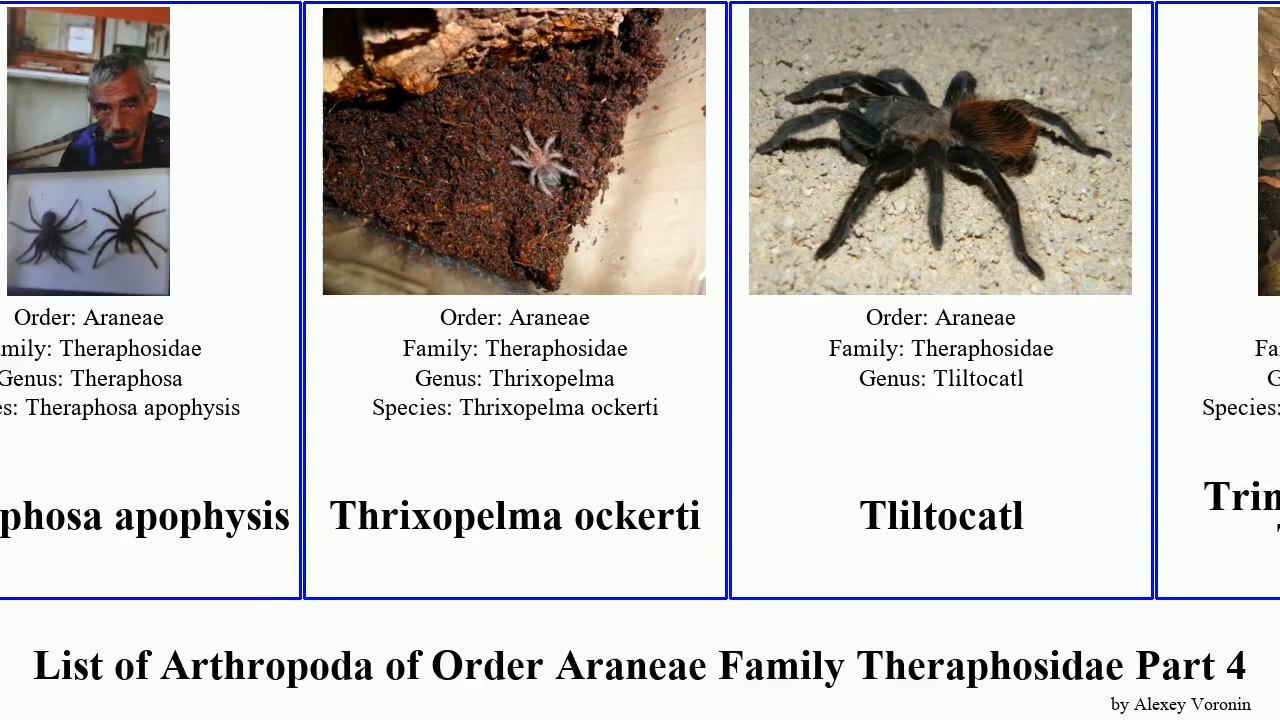 Order: Araneae
mily: Theraphosidae
Genus: Theraphosa
es: Theraphosa apophysis
phosa apophysis
Order: Araneae
Family: Theraphosidae
Genus: Thrixopelma
Species: Thrixopelma ockerti
Thrixopelma ockerti
Order: Araneae
Family: Theraphosidae
Genus: Tliltocatl
Tliltocatl
Fa
G
Species:
Trin
List of Arthropoda of Order Araneae Family Theraphosidae Part 4
by Alexey Voronin